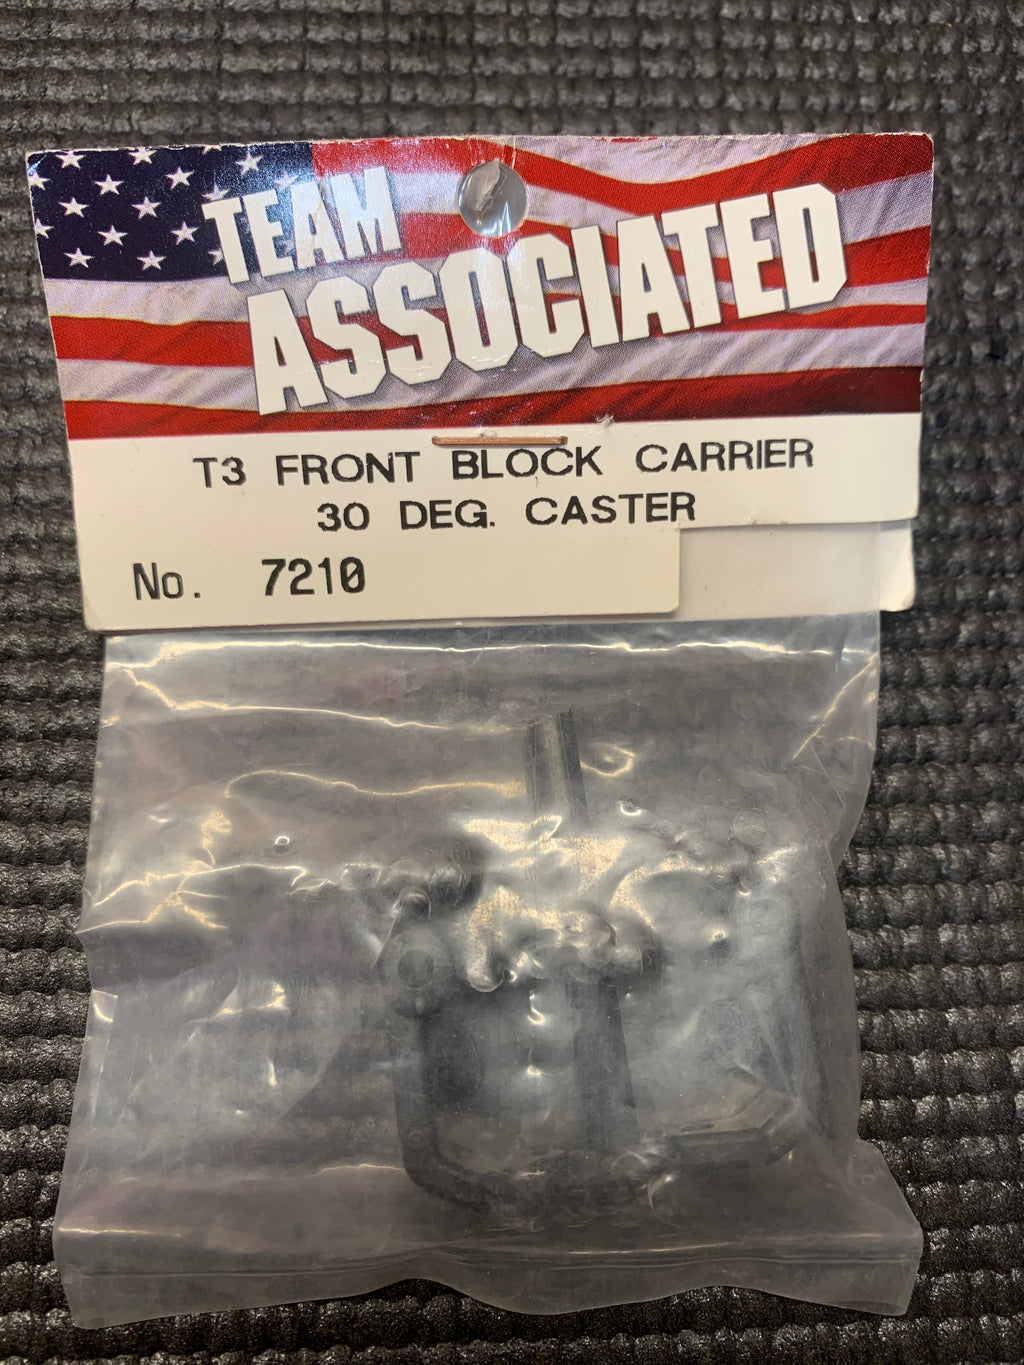 TEAM
ASSOCIATED
T3 FRONT BLOCK CARRIER
30 DEG. CASTER
No. 7210